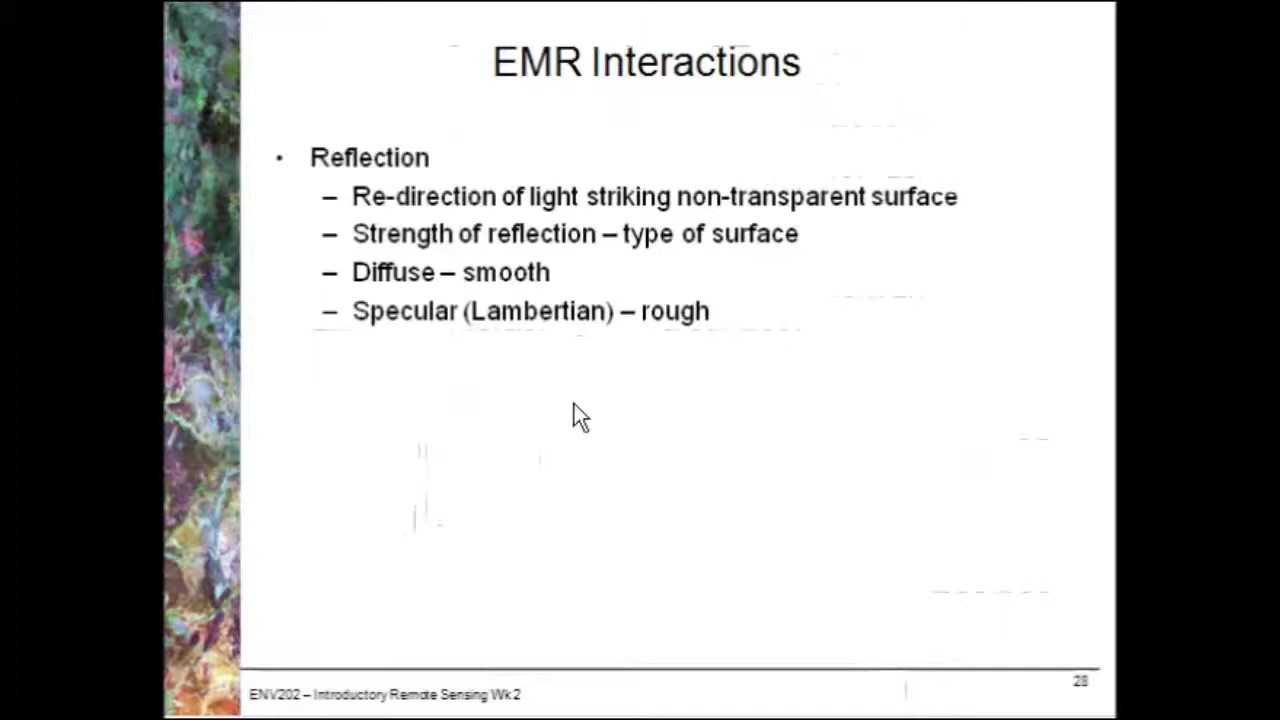 EMR Interactions
• Reflection
– Re-direction of light striking non-transparent surface
– Strength of reflection – type of surface
– Diffuse – smooth
– Specular (Lambertian) – rough
ENV202 – Introductory Remote Sensing Wk 2
28